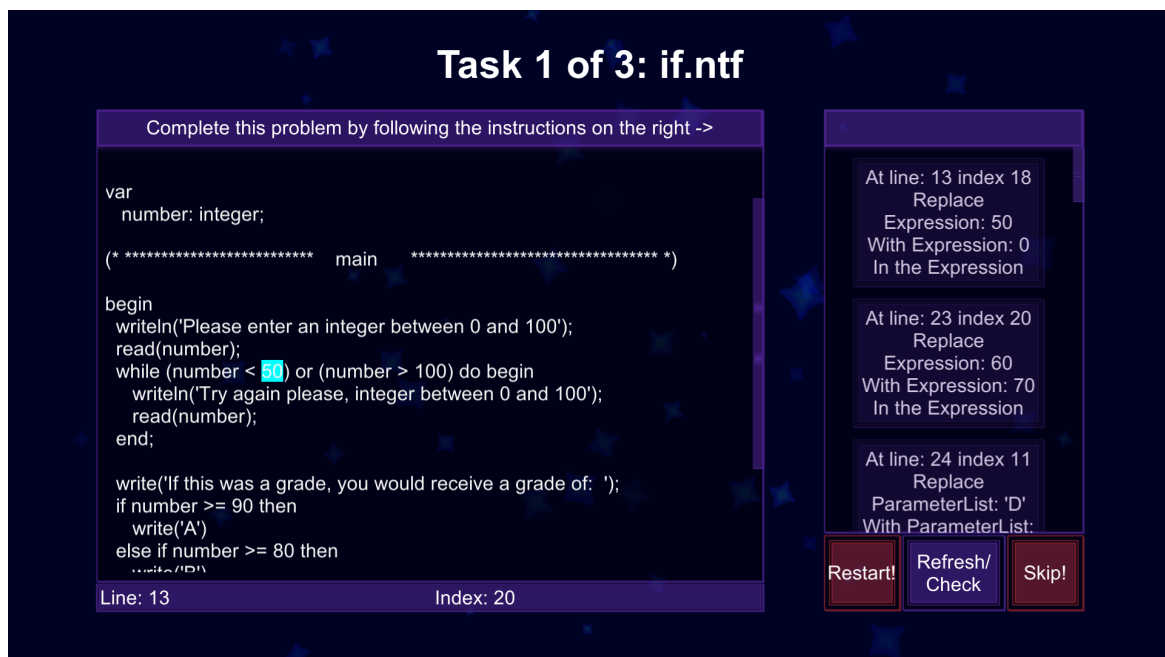 Task 1 of 3: if.ntf
Complete this problem by following the instructions on the right ->
var
number: integer;
(* ************************** main ********************************** *)
begin
writeln('Please enter an integer between 0 and 100');
read(number);
while (number < 50) or (number > 100) do begin
writeln('Try again please, integer between 0 and 100');
read(number);
end;
write('If this was a grade, you would receive a grade of:  ');
if number >= 90 then
write('A')
else if number >= 80 then
write('B')
Line: 13
Index: 20
At line: 13 index 18
Replace
Expression: 50
With Expression: 0
In the Expression
At line: 23 index 20
Replace
Expression: 60
With Expression: 70
In the Expression
At line: 24 index 11
Replace
ParameterList: 'D'
With ParameterList:
Restart!
Refresh/
Check
Skip!